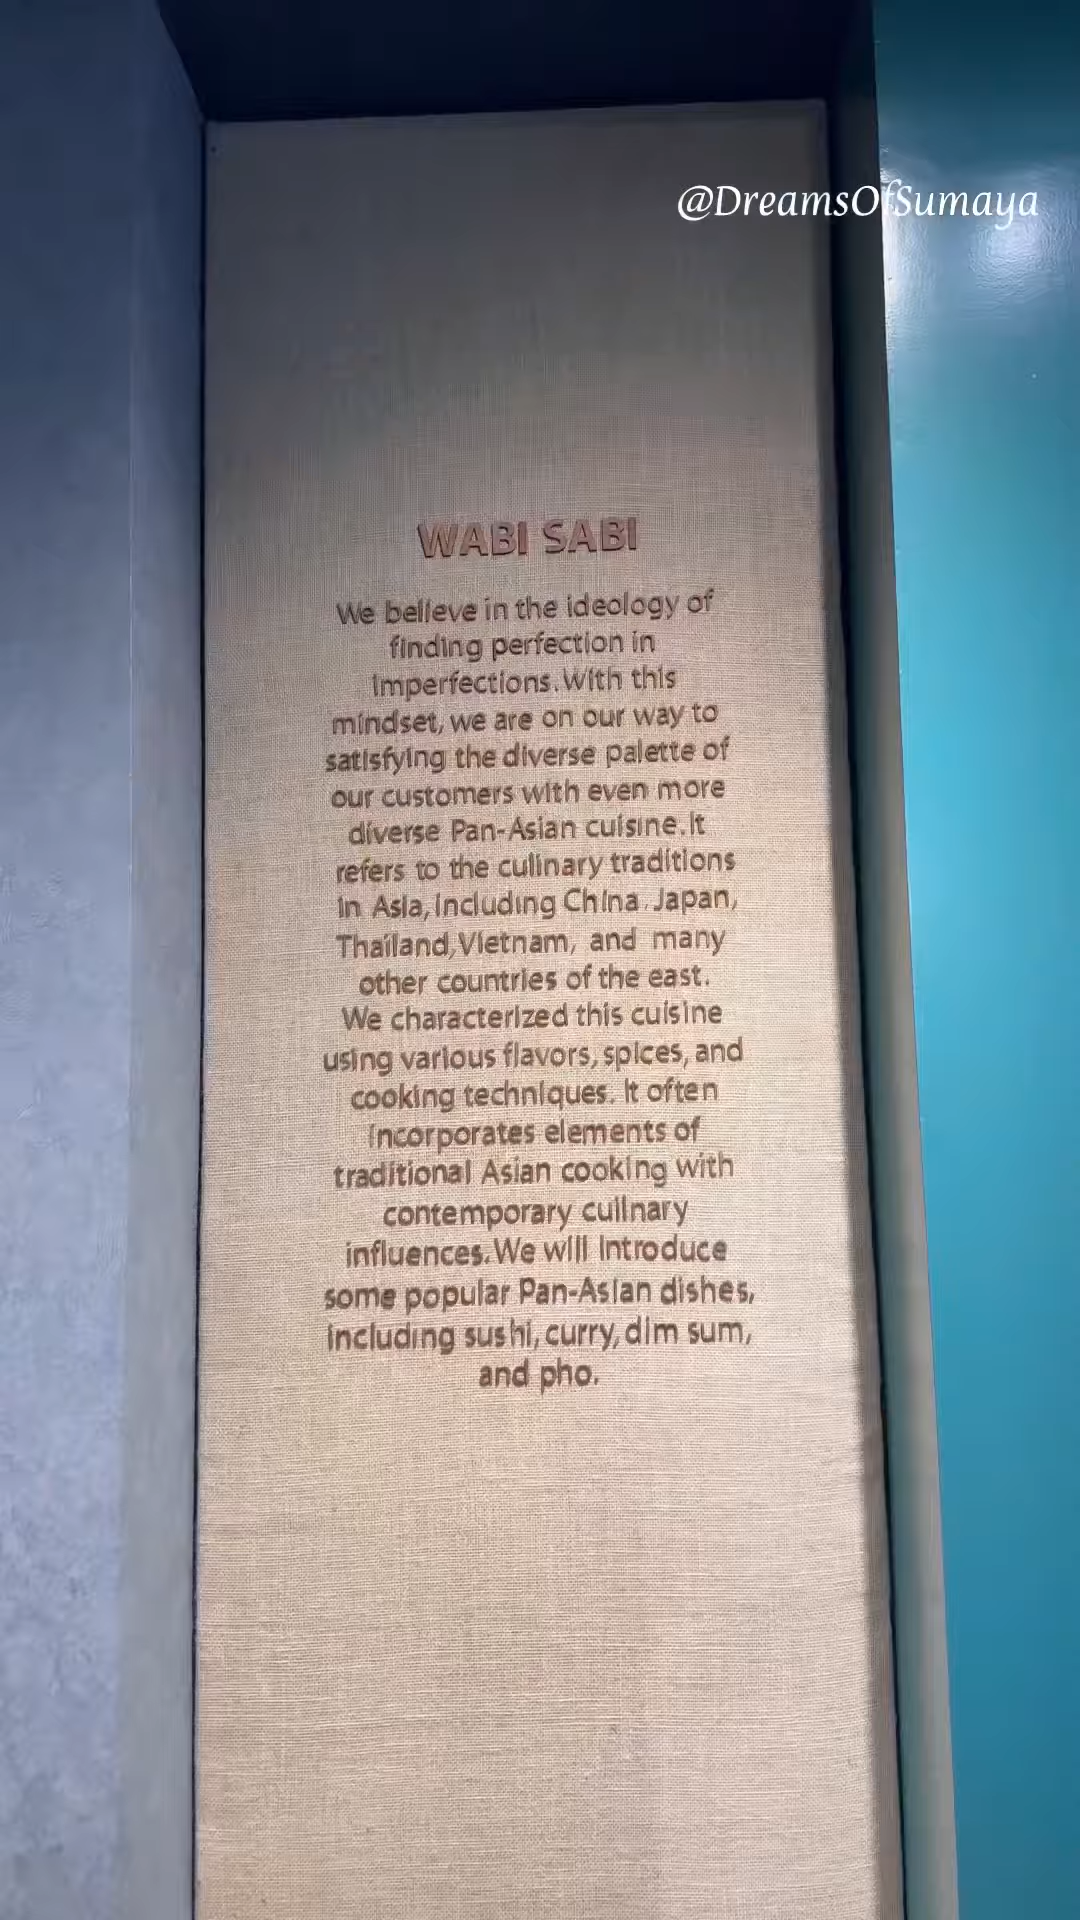 @DreamsOfSumaya
WABI SABI
We believe in the ideology of
finding perfection in
imperfections.With this
mindset, we are on our way to
satisfying the diverse palette of
our customers with even more
diverse Pan-Asian cuisine.It
refers to the culinary traditions
in Asia, including China, Japan,
Thailand, Vietnam, and many
other countries of the east.
We characterized this cuisine
using various flavors, spices, and
cooking techniques. It often
incorporates elements of
traditional Asian cooking with
contemporary culinary
influences.We will introduce
some popular Pan-Asian dishes,
including sushi, curry, dim sum,
and pho.